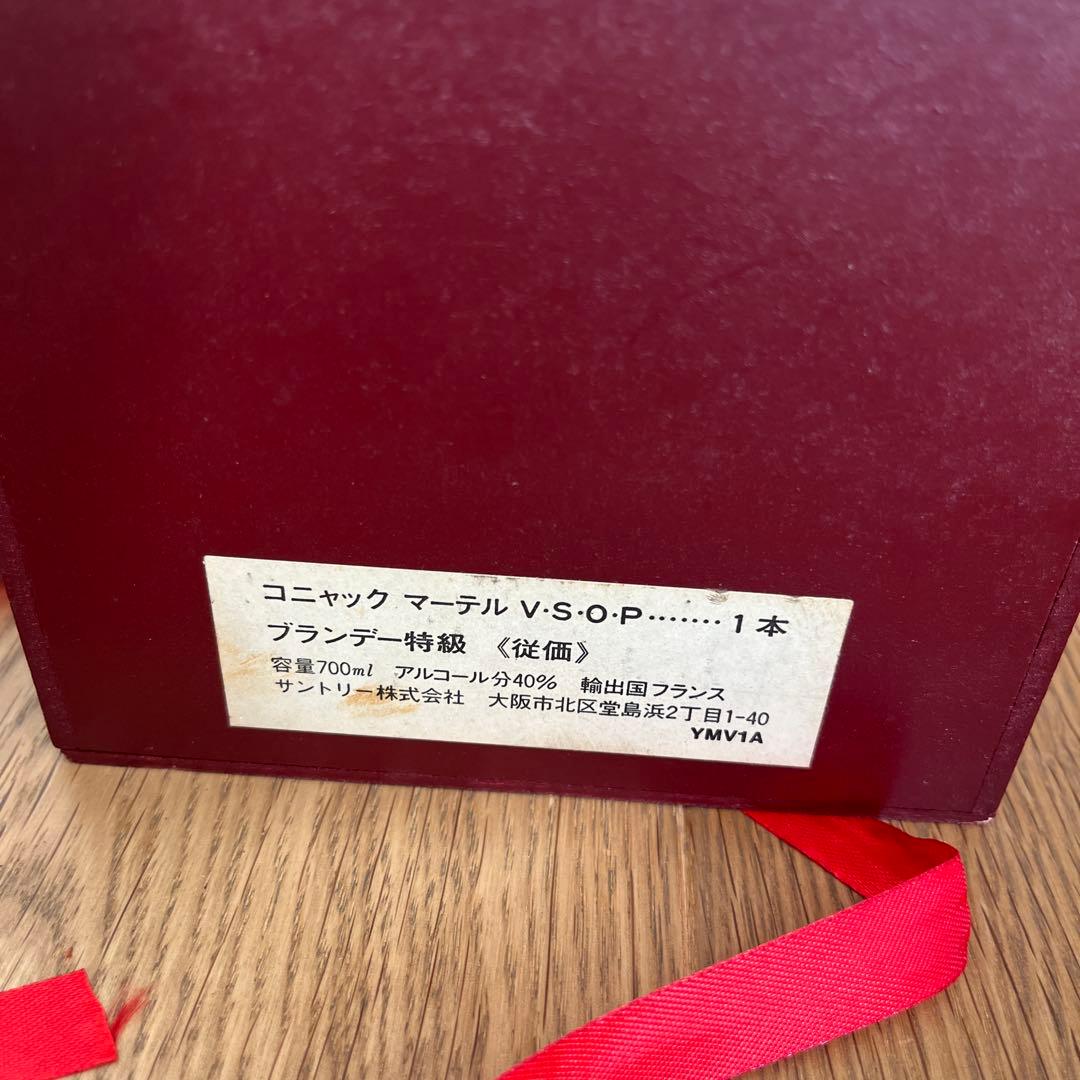 コニャック マーテル V·S·O·P········1本
ブランデー特級 《従価》
容量700ml アルコール分40% 輸出国フランス
サントリー株式会社 大阪市北区堂島浜2丁目1-40
YMV1A